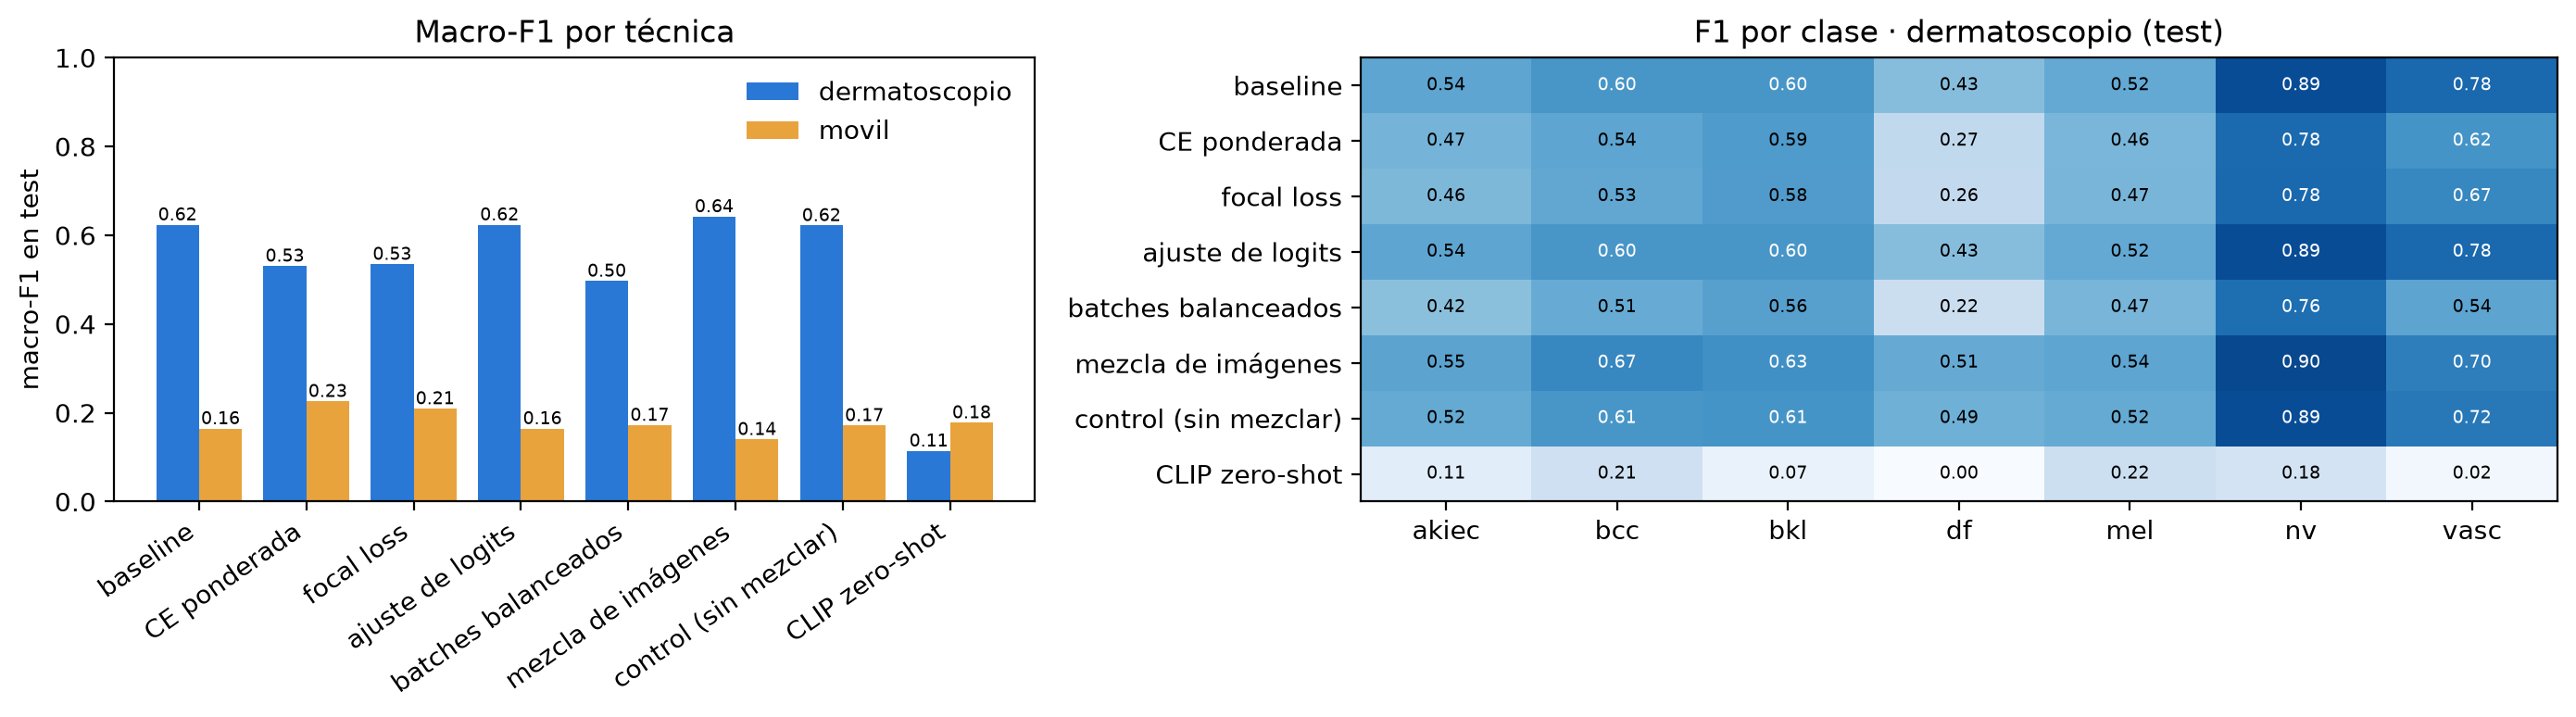 Macro-F1 por técnica
macro-F1 en test
1.0
0.8
0.6
0.4
0.2
0.0
dermatoscopio
movil
0.62 0.16
0.53 0.23
0.53 0.21
0.62 0.16
0.50 0.17
0.64 0.14
0.62 0.17
0.11 0.18
baseline
CE ponderada
focal loss
ajuste de logits
batches balanceados
mezcla de imágenes
control (sin mezclar)
CLIP zero-shot
F1 por clase · dermatoscopio (test)
baseline 0.54 0.60 0.60 0.43 0.52 0.89 0.78
CE ponderada 0.47 0.54 0.59 0.27 0.46 0.78 0.62
focal loss 0.46 0.53 0.58 0.26 0.47 0.78 0.67
ajuste de logits 0.54 0.60 0.60 0.43 0.52 0.89 0.78
batches balanceados 0.42 0.51 0.56 0.22 0.47 0.76 0.54
mezcla de imágenes 0.55 0.67 0.63 0.51 0.54 0.90 0.70
control (sin mezclar) 0.52 0.61 0.61 0.49 0.52 0.89 0.72
CLIP zero-shot 0.11 0.21 0.07 0.00 0.22 0.18 0.02
akiec bcc bkl df mel nv vasc